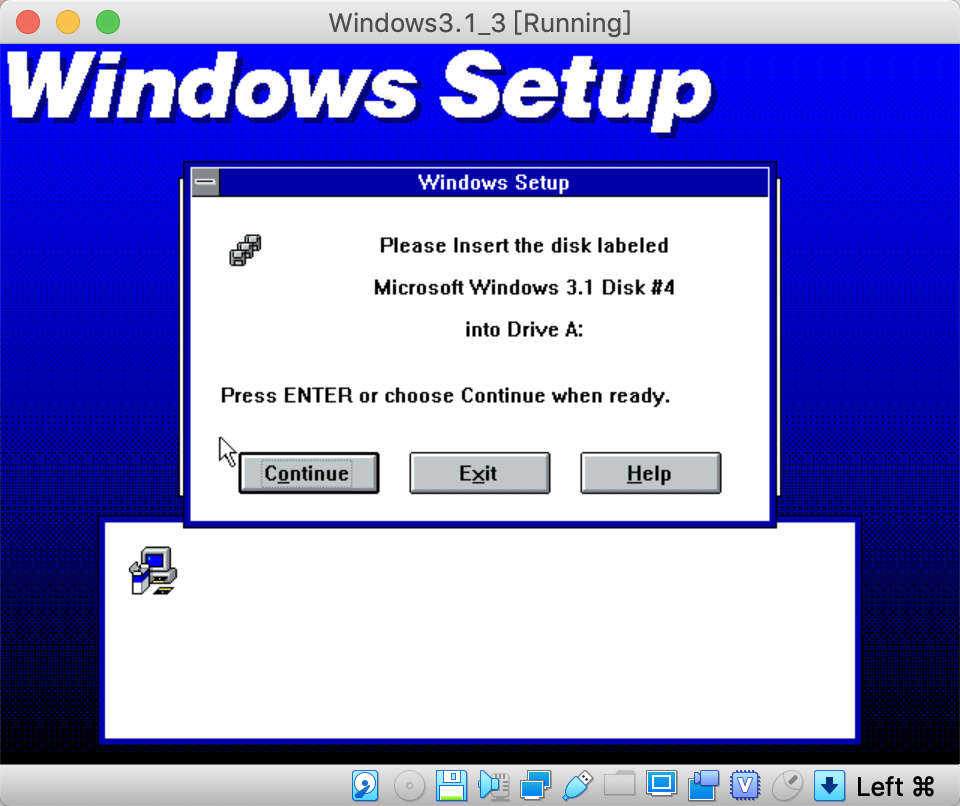 Windows3.1_3 [Running]
Windows Setup
Windows Setup
Please Insert the disk labeled
Microsoft Windows 3.1 Disk #4
into Drive A:
Press ENTER or choose Continue when ready.
Continue Exit Help
V Left ⌘